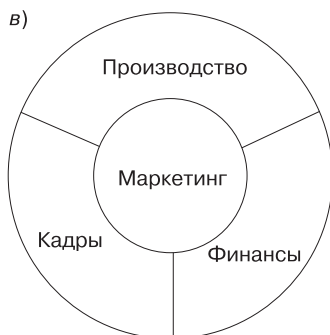 в)
Производство
Маркетинг
Кадры
Финансы